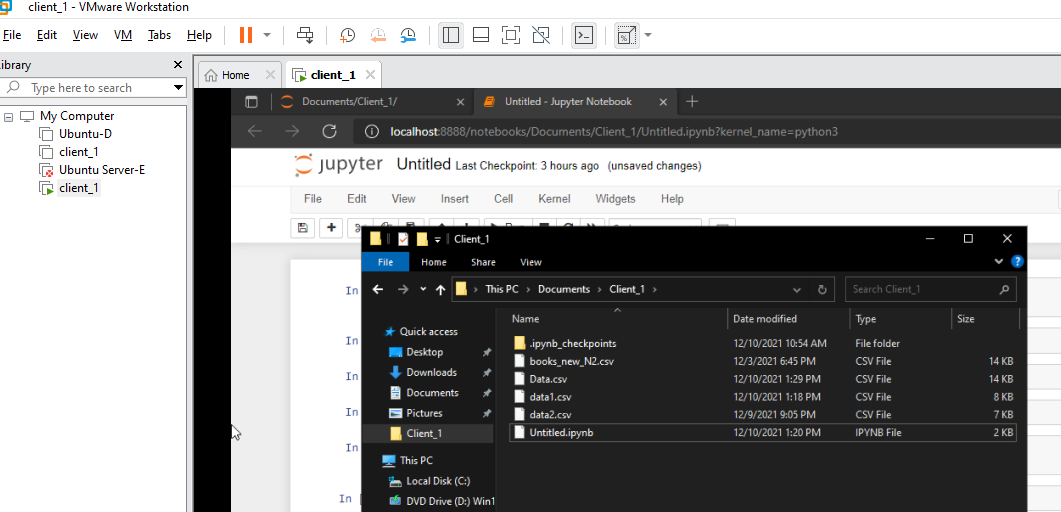 client_1 - VMware Workstation
File Edit View VM Tabs Help
Library
Type here to search
My Computer
Ubuntu-D
client_1
Ubuntu Server-E
client_1
Home client_1
Documents/Client_1/ Untitled - Jupyter Notebook
localhost:8888/notebooks/Documents/Client_1/Untitled.ipynb?kernel_name=python3
jupyter Untitled Last Checkpoint: 3 hours ago (unsaved changes)
File Edit View Insert Cell Kernel Widgets Help
Client_1
File Home Share View
This PC Documents Client_1 Search Client_1
Name Date modified Type Size
Quick access
Desktop
Downloads
Documents
Pictures
Client_1
This PC
Local Disk (C:)
DVD Drive (D:) Win1
.ipynb_checkpoints 12/10/2021 10:54 AM File folder
books_new_N2.csv 12/3/2021 6:45 PM CSV File 14 KB
Data.csv 12/10/2021 1:29 PM CSV File 14 KB
data1.csv 12/10/2021 1:18 PM CSV File 8 KB
data2.csv 12/9/2021 9:05 PM CSV File 7 KB
Untitled.ipynb 12/10/2021 1:20 PM IPYNB File 2 KB
In
In
In
In
In
In [